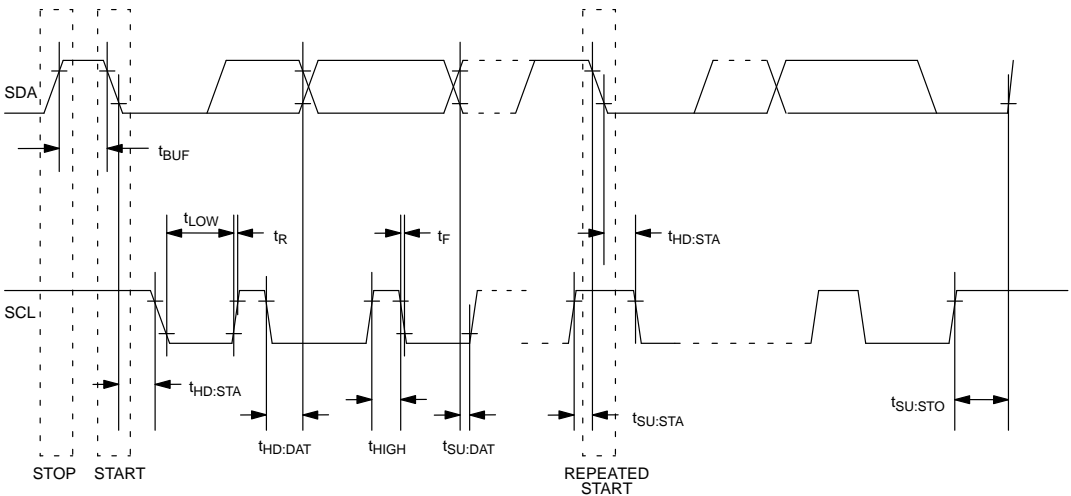 SDA
tBUF
tLOW
tR
tF
tHD:STA
SCL
tHD:STA
tSU:STA
tSU:STO
tHD:DAT
tHIGH
tSU:DAT
STOP
START
REPEATED
START